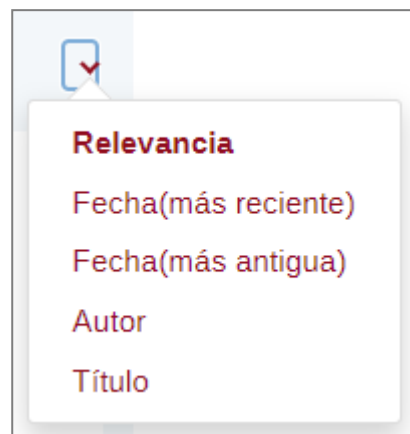 Relevancia
Fecha(más reciente)
Fecha(más antigua)
Autor
Título